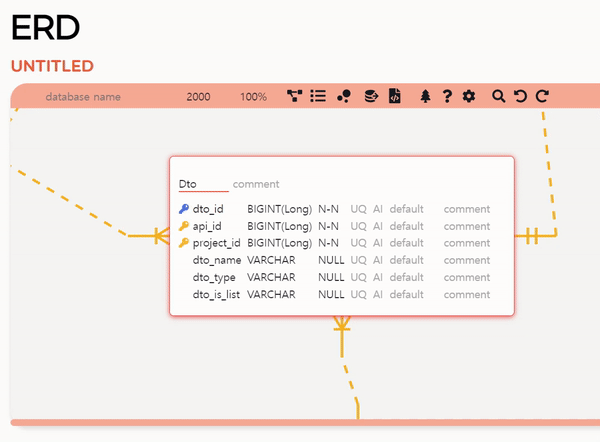 ERD
UNTITLED
database name 2000 100%
Dto comment
dto_id BIGINT(Long) N-N UQ AI default comment
api_id BIGINT(Long) N-N UQ AI default comment
project_id BIGINT(Long) N-N UQ AI default comment
dto_name VARCHAR NULL UQ AI default comment
dto_type VARCHAR NULL UQ AI default comment
dto_is_list VARCHAR NULL UQ AI default comment